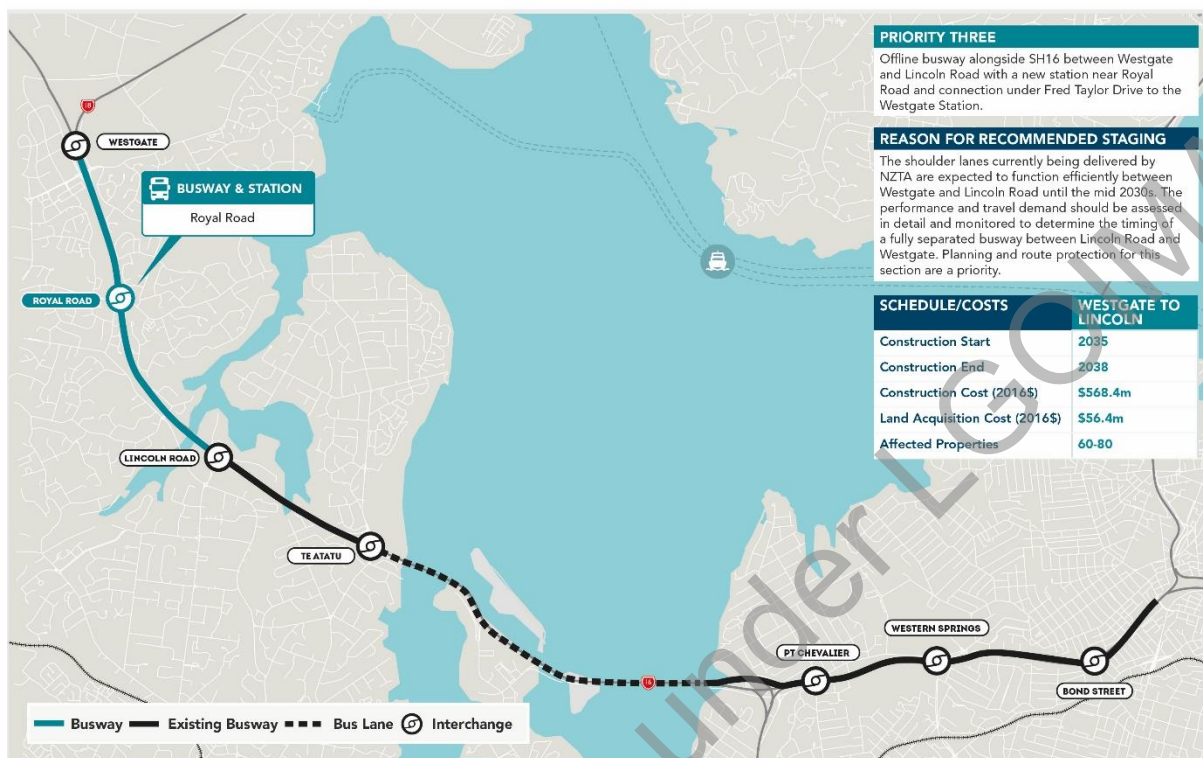 PRIORITY THREE
Offline busway alongside SH16 between Westgate
and Lincoln Road with a new station near Royal
Road and connection under Fred Taylor Drive to the
Westgate Station.
REASON FOR RECOMMENDED STAGING
The shoulder lanes currently being delivered by
NZTA are expected to function efficiently between
Westgate and Lincoln Road until the mid 2030s. The
performance and travel demand should be assessed
in detail and monitored to determine the timing of
a fully separated busway between Lincoln Road and
Westgate. Planning and route protection for this
section are a priority.
SCHEDULE/COSTS WESTGATE TO
LINCOLN
Construction Start 2035
Construction End 2038
Construction Cost (2016$) $568.4m
Land Acquisition Cost (2016$) $56.4m
Affected Properties 60-80
18
WESTGATE
BUSWAY & STATION
Royal Road
ROYAL ROAD
LINCOLN ROAD
TE ATATU
16
PT CHEVALIER
WESTERN SPRINGS
BOND STREET
Busway Existing Busway Bus Lane Interchange
under LGOIM